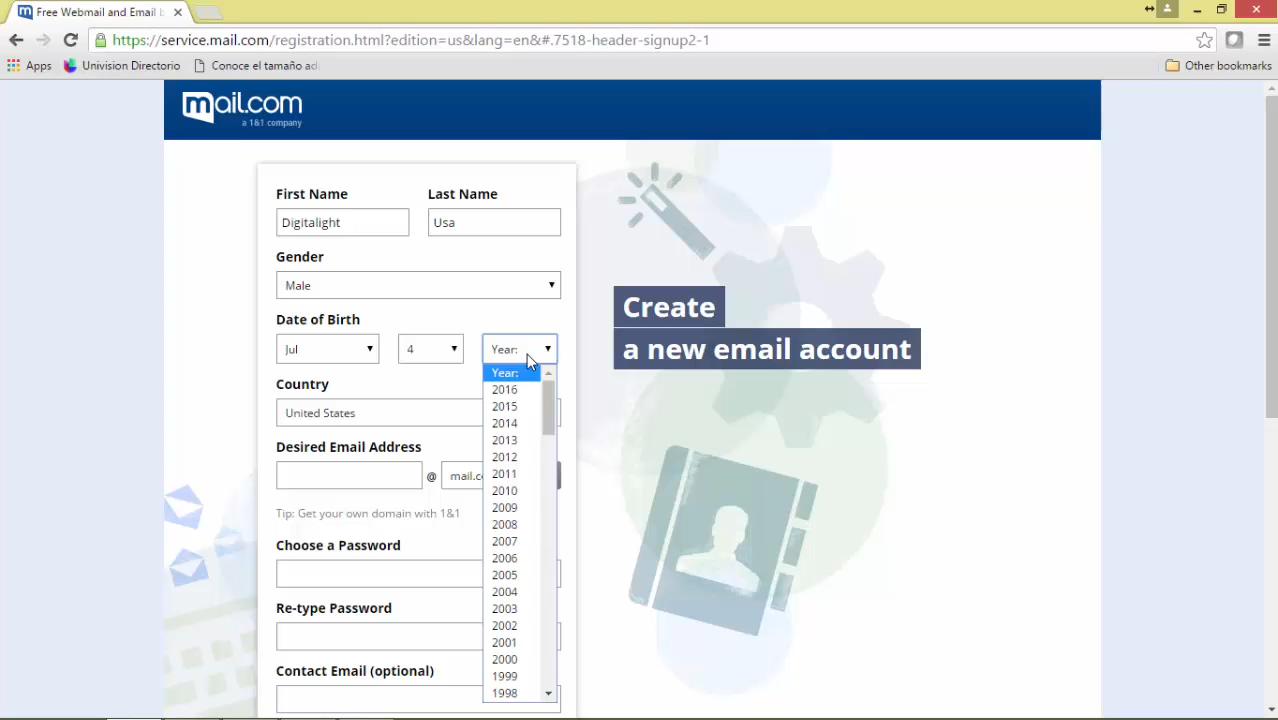 Free Webmail and Email b
https://service.mail.com/registration.html?edition=us&lang=en&#.7518-header-signup2-1
Apps Univision Directorio Conoce el tamaño ad Other bookmarks
mail.com
a 1&1 company
First Name Last Name
Digitalight Usa
Gender
Male
Date of Birth
Jul 4 Year:
Create
a new email account
Country
United States
Desired Email Address
@ mail.c
Tip: Get your own domain with 1&1
Choose a Password
Re-type Password
Contact Email (optional)
Year:
2016
2015
2014
2013
2012
2011
2010
2009
2008
2007
2006
2005
2004
2003
2002
2001
2000
1999
1998